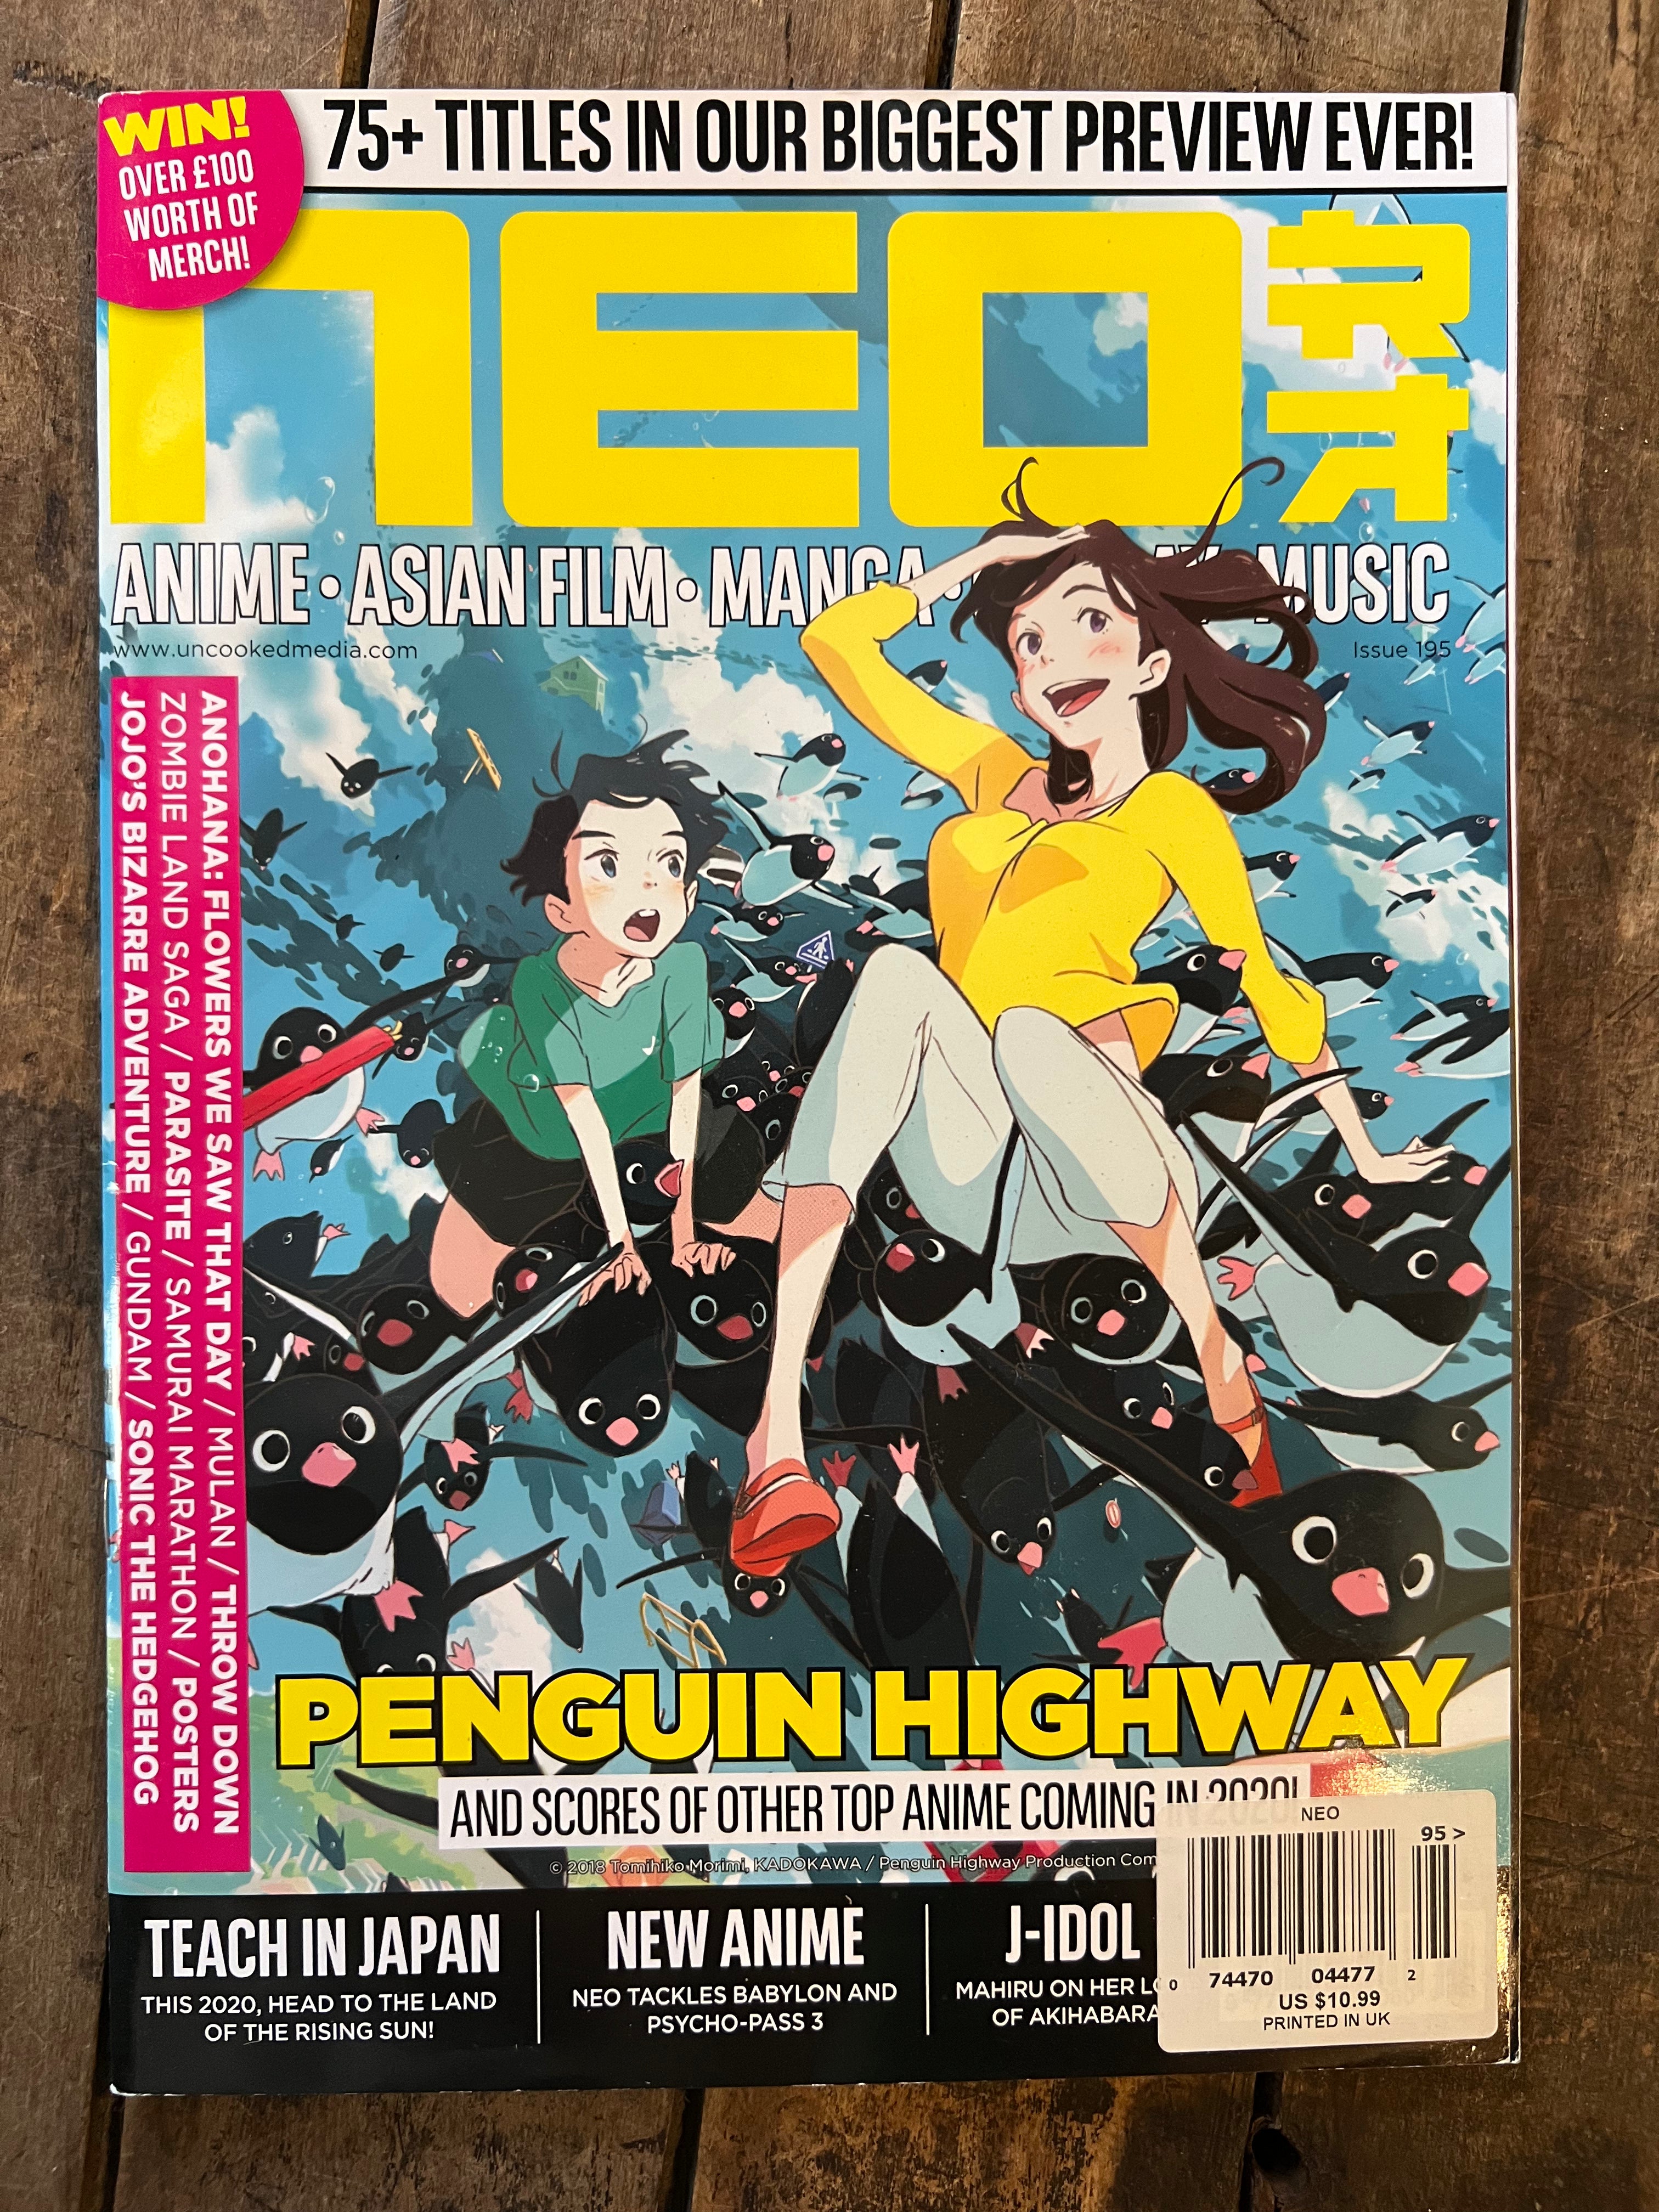 WIN!
OVER £100
WORTH OF
MERCH!
75+ TITLES IN OUR BIGGEST PREVIEW EVER!
NEO
ネオ
ANIME • ASIAN FILM • MANGA • MUSIC
www.uncookedmedia.com
Issue 195
ANOHANA: FLOWERS WE SAW THAT DAY / MULAN / THROW DOWN
ZOMBIE LAND SAGA / PARASITE / SAMURAI MARATHON / POSTERS
JOJO'S BIZARRE ADVENTURE / GUNDAM / SONIC THE HEDGEHOG
PENGUIN HIGHWAY
AND SCORES OF OTHER TOP ANIME COMING IN 2020!
© 2018 Tomihiko Morimi, KADOKAWA / Penguin Highway Production Com
TEACH IN JAPAN
THIS 2020, HEAD TO THE LAND
OF THE RISING SUN!
NEW ANIME
NEO TACKLES BABYLON AND
PSYCHO-PASS 3
J-IDOL
MAHIRU ON HER
OF AKIHABARA
NEO
95 >
0 74470 04477 2
US $10.99
PRINTED IN UK